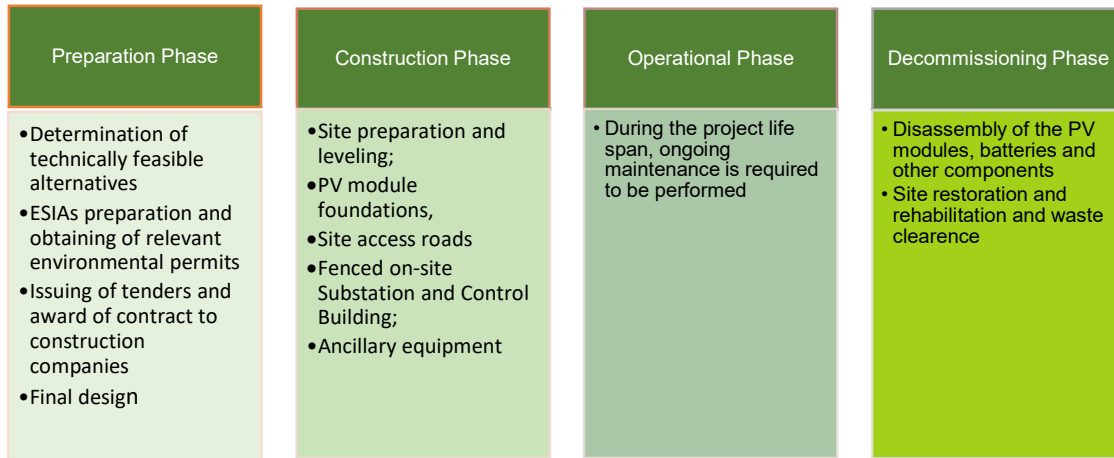 Preparation Phase
•Determination of
technically feasible
alternatives
•ESIAs preparation and
obtaining of relevant
environmental permits
•Issuing of tenders and
award of contract to
construction
companies
•Final design
Construction Phase
•Site preparation and
leveling;
•PV module
foundations,
•Site access roads
•Fenced on-site
Substation and Control
Building;
•Ancillary equipment
Operational Phase
• During the project life
span, ongoing
maintenance is required
to be performed
Decommissioning Phase
• Disassembly of the PV
modules, batteries and
other components
• Site restoration and
rehabilitation and waste
clearence